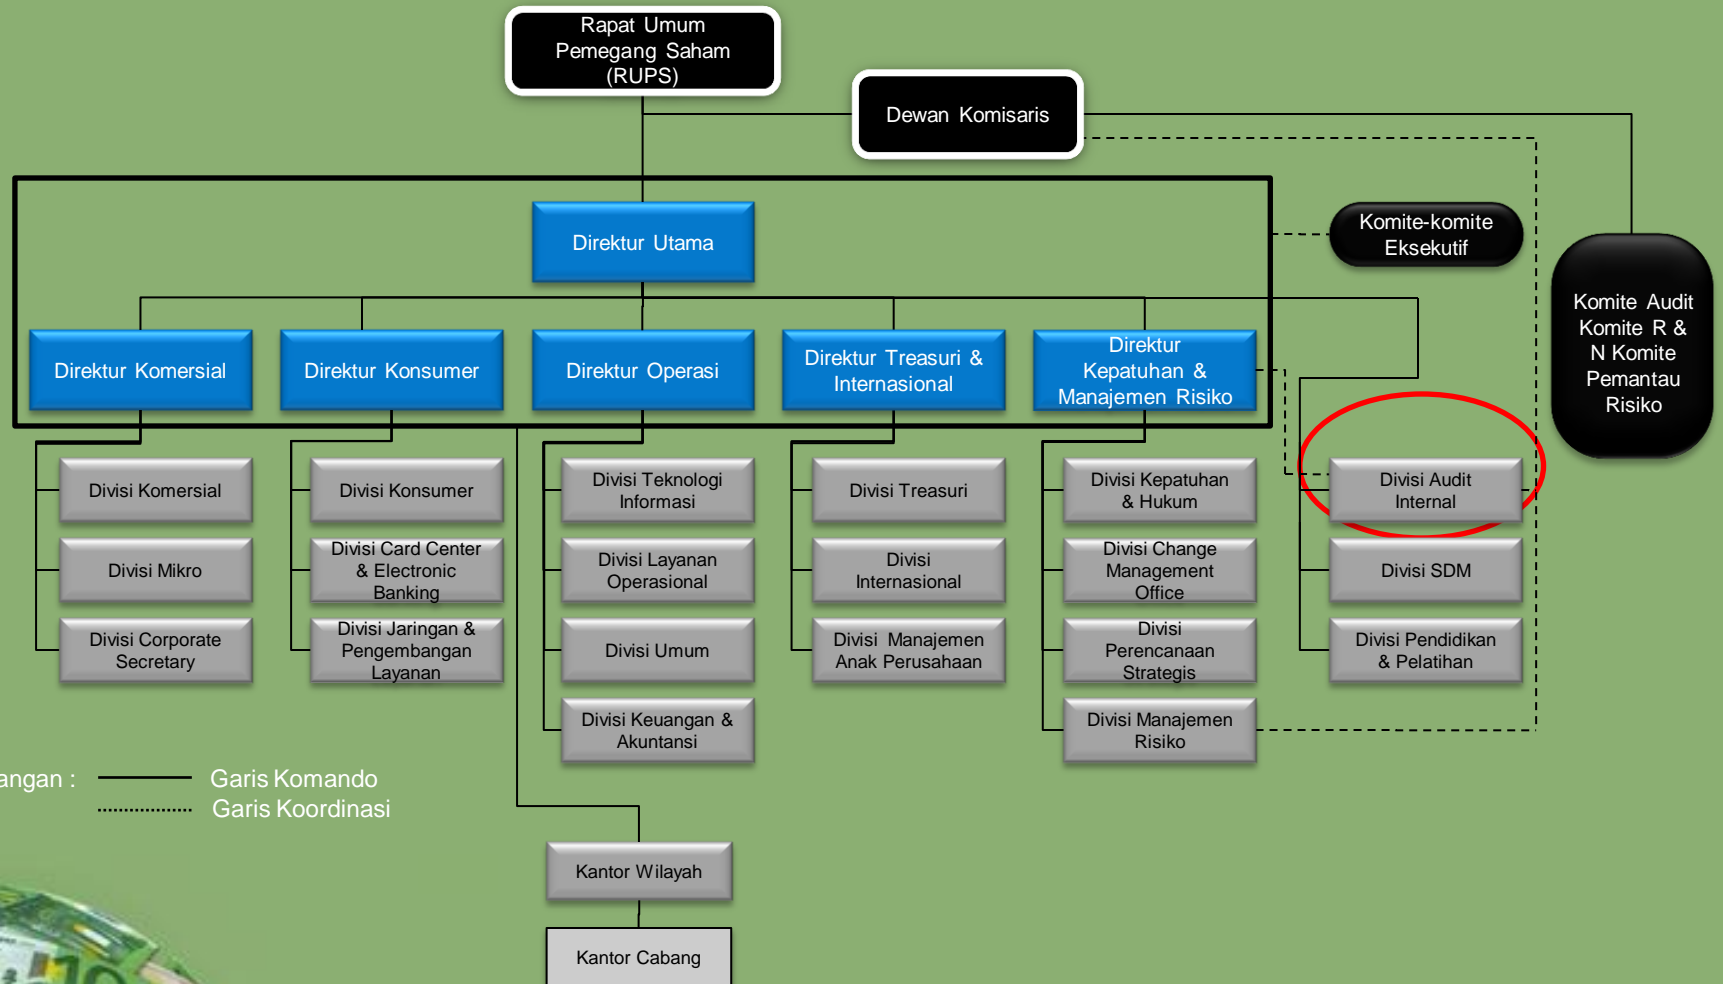 Rapat Umum
Pemegang Saham
(RUPS)
Dewan Komisaris
Direktur Utama
Komite-komite
Eksekutif
Komite Audit
Komite R &
N Komite
Pemantau
Risiko
Direktur Komersial
Direktur Konsumer
Direktur Operasi
Direktur Treasuri &
Internasional
Direktur
Kepatuhan &
Manajemen Risiko
Divisi Komersial
Divisi Mikro
Divisi Corporate
Secretary
Divisi Konsumer
Divisi Card Center
& Electronic
Banking
Divisi Jaringan &
Pengembangan
Layanan
Divisi Teknologi
Informasi
Divisi Layanan
Operasional
Divisi Umum
Divisi Keuangan &
Akuntansi
Divisi Treasuri
Divisi
Internasional
Divisi Manajemen
Anak Perusahaan
Divisi Kepatuhan
& Hukum
Divisi Change
Management
Office
Divisi
Perencanaan
Strategis
Divisi Manajemen
Risiko
Divisi Audit
Internal
Divisi SDM
Divisi Pendidikan
& Pelatihan
angan : Garis Komando
Garis Koordinasi
Kantor Wilayah
Kantor Cabang
10